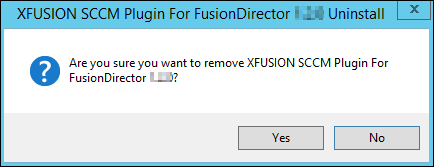 XFUSION SCCM Plugin For FusionDirector Uninstall
Are you sure you want to remove XFUSION SCCM Plugin For
FusionDirector ?
Yes
No